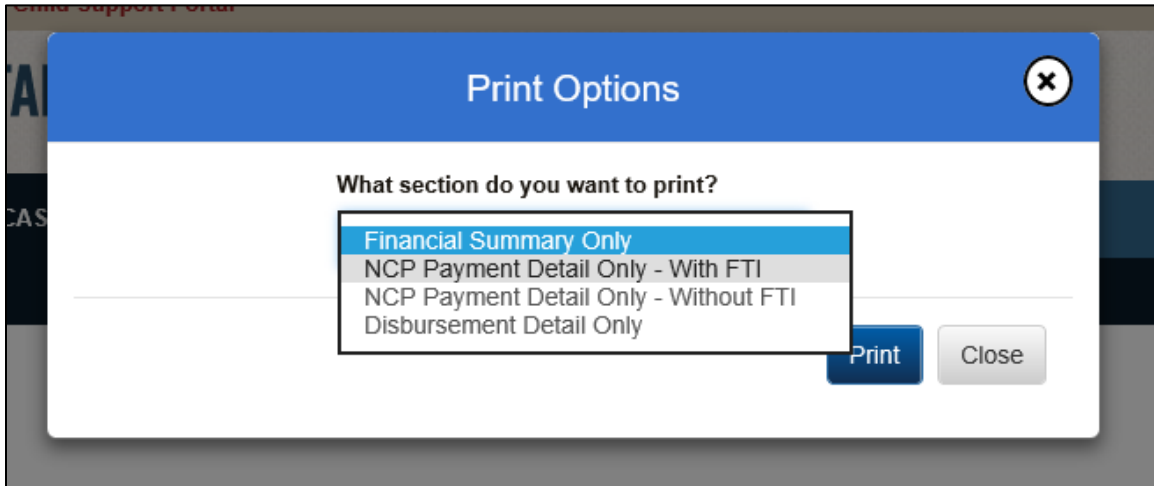 Child Support Portal
Print Options
What section do you want to print?
CAS
Financial Summary Only
NCP Payment Detail Only - With FTI
NCP Payment Detail Only - Without FTI
Disbursement Detail Only
Print
Close